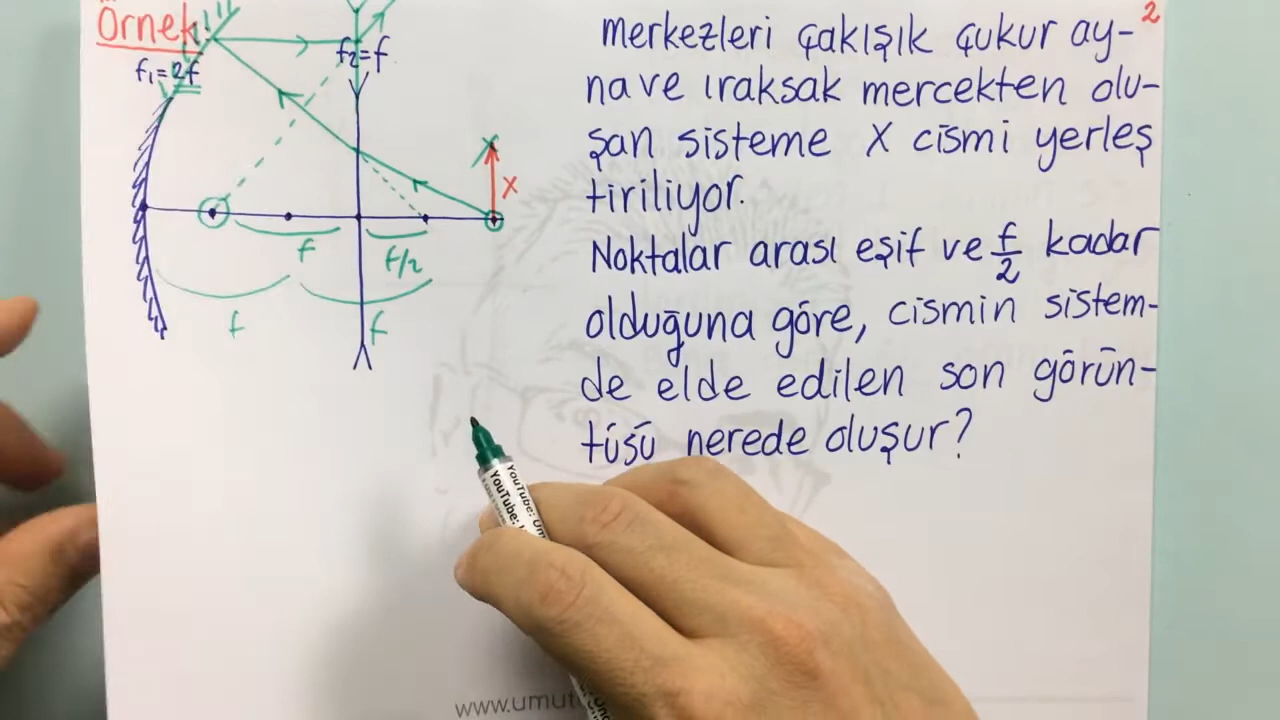 Örnek:
f₁=2f
f₂=f
X
f
f/2
f
f
2
merkezleri çakışık çukur ay-
na ve ıraksak mercekten olu-
şan sisteme X cismi yerleş
tiriliyor.
Noktalar arası eşit ve f/2 kadar
olduğuna göre, cismin sistem-
de elde edilen son görün-
tüsü nerede oluşur?
YouTube:
YouTube:
www.umut